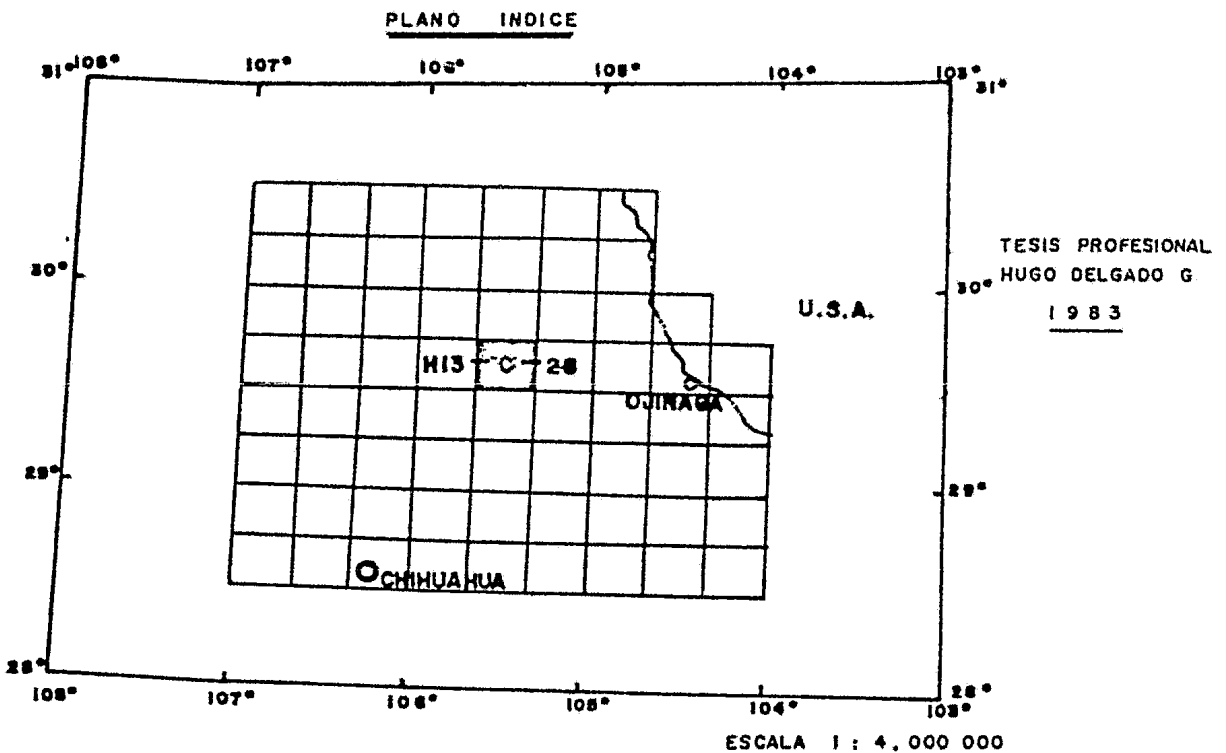 PLANO INDICE
31° 108° 107° 106° 105° 104° 103° 31°
TESIS PROFESIONAL
HUGO DELGADO G
1983
30° 30°
U.S.A.
H13 28
OJINAGA
29° 29°
CHIHUAHUA
28° 28°
108° 107° 106° 105° 104° 103°
ESCALA 1 : 4,000 000